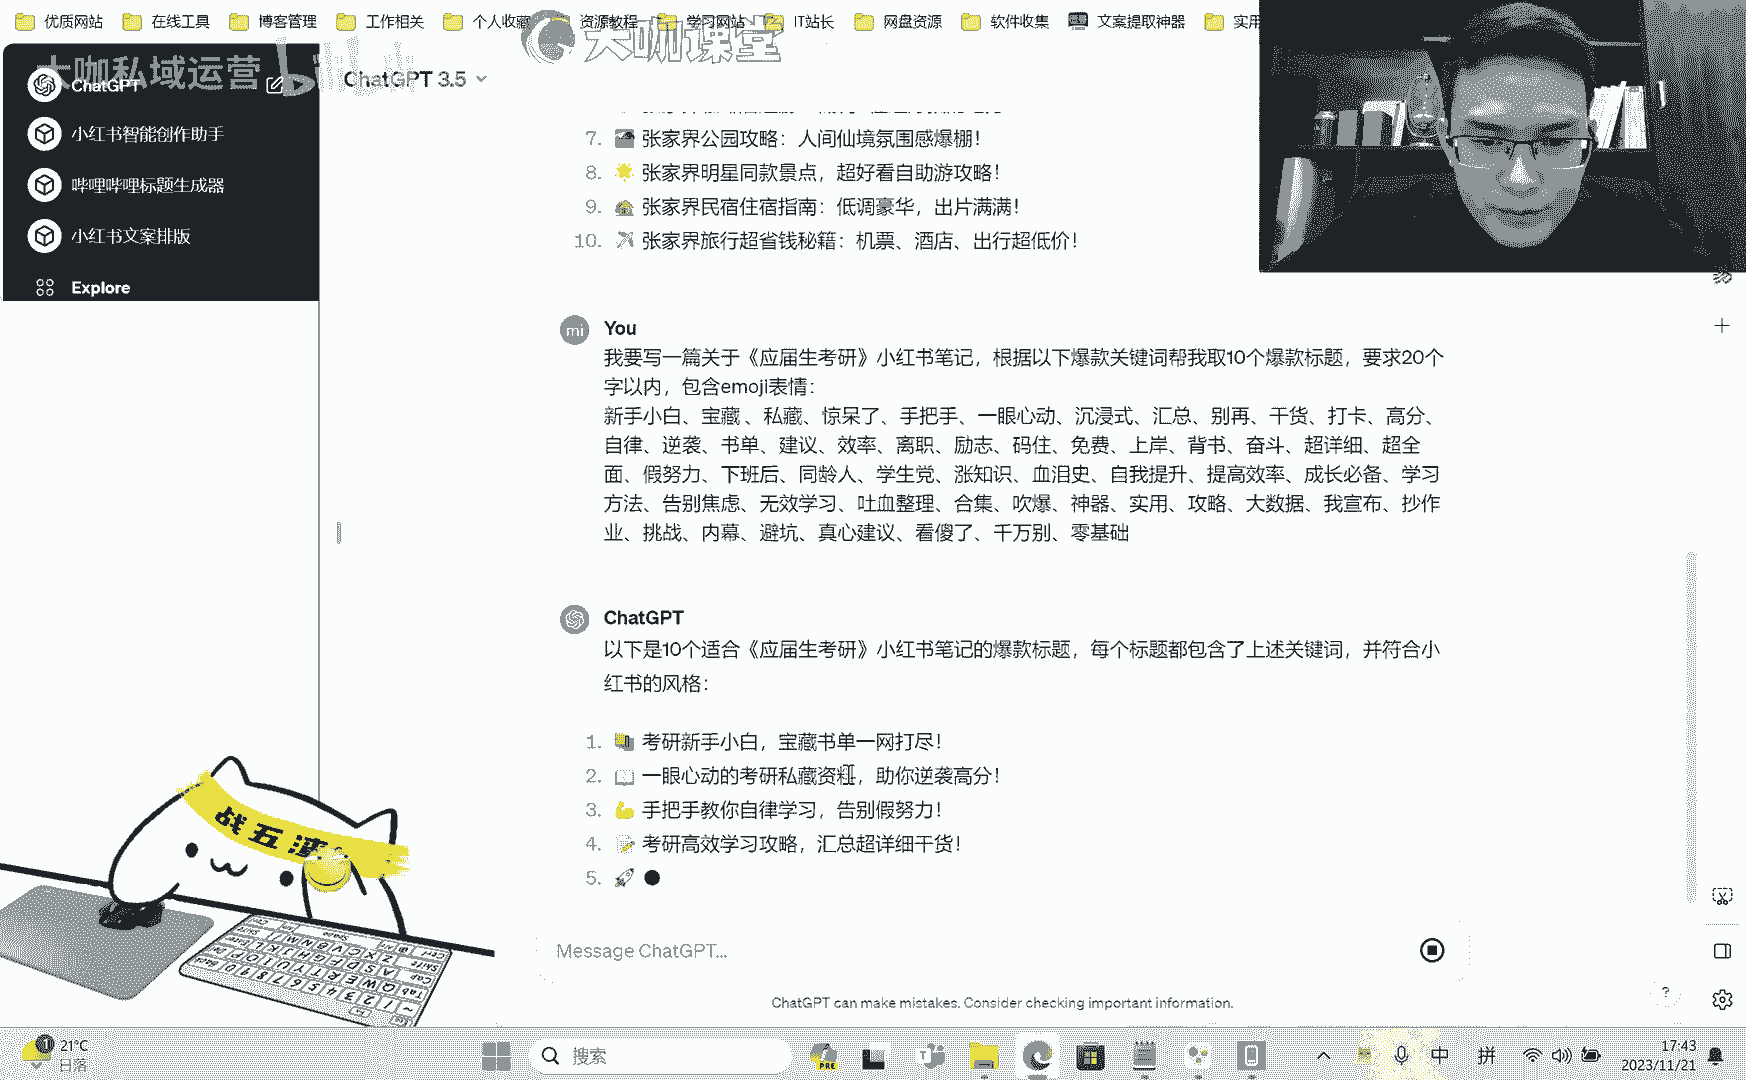 优质网站 在线工具 博客管理 工作相关 个人收藏 资源教程 学习网站 IT站长 网盘资源 软件收集 文案提取神器 实用
大咖课堂
大咖私域运营 bilibili
ChatGPT
ChatGPT 3.5
小红书智能创作助手
哔哩哔哩标题生成器
小红书文案排版
Explore
7. 张家界公园攻略：人间仙境氛围感爆棚！
8. 🌟 张家界明星同款景点，超好看自助游攻略！
9. 🏠 张家界民宿住宿指南：低调豪华，出片满满！
10. ✈️ 张家界旅行超省钱秘籍：机票、酒店、出行超低价！
mi
You
我要写一篇关于《应届生考研》小红书笔记，根据以下爆款关键词帮我取10个爆款标题，要求20个
字以内，包含emoji表情：
新手小白、宝藏 、私藏、惊呆了、手把手、一眼心动、沉浸式、汇总、别再、干货、打卡、高分、
自律、逆袭、书单、建议、效率、离职、励志、码住、免费、上岸、背书、奋斗、超详细、超全
面、假努力、下班后、同龄人、学生党、涨知识、血泪史、自我提升、提高效率、成长必备、学习
方法、告别焦虑、无效学习、吐血整理、合集、吹爆、神器、实用、攻略、大数据、我宣布、抄作
业、挑战、内幕、避坑、真心建议、看傻了、千万别、零基础
ChatGPT
以下是10个适合《应届生考研》小红书笔记的爆款标题，每个标题都包含了上述关键词，并符合小
红书的风格：
1. 📚 考研新手小白，宝藏书单一网打尽！
2. 📖 一眼心动的考研私藏资料，助你逆袭高分！
3. 💪 手把手教你自律学习，告别假努力！
4. 📝 考研高效学习攻略，汇总超详细干货！
5. 🚀
Message ChatGPT...
ChatGPT can make mistakes. Consider checking important information.
?
战五渣
1
21°C
日落
搜索
PRE
中
拼
17:43
2023/11/21